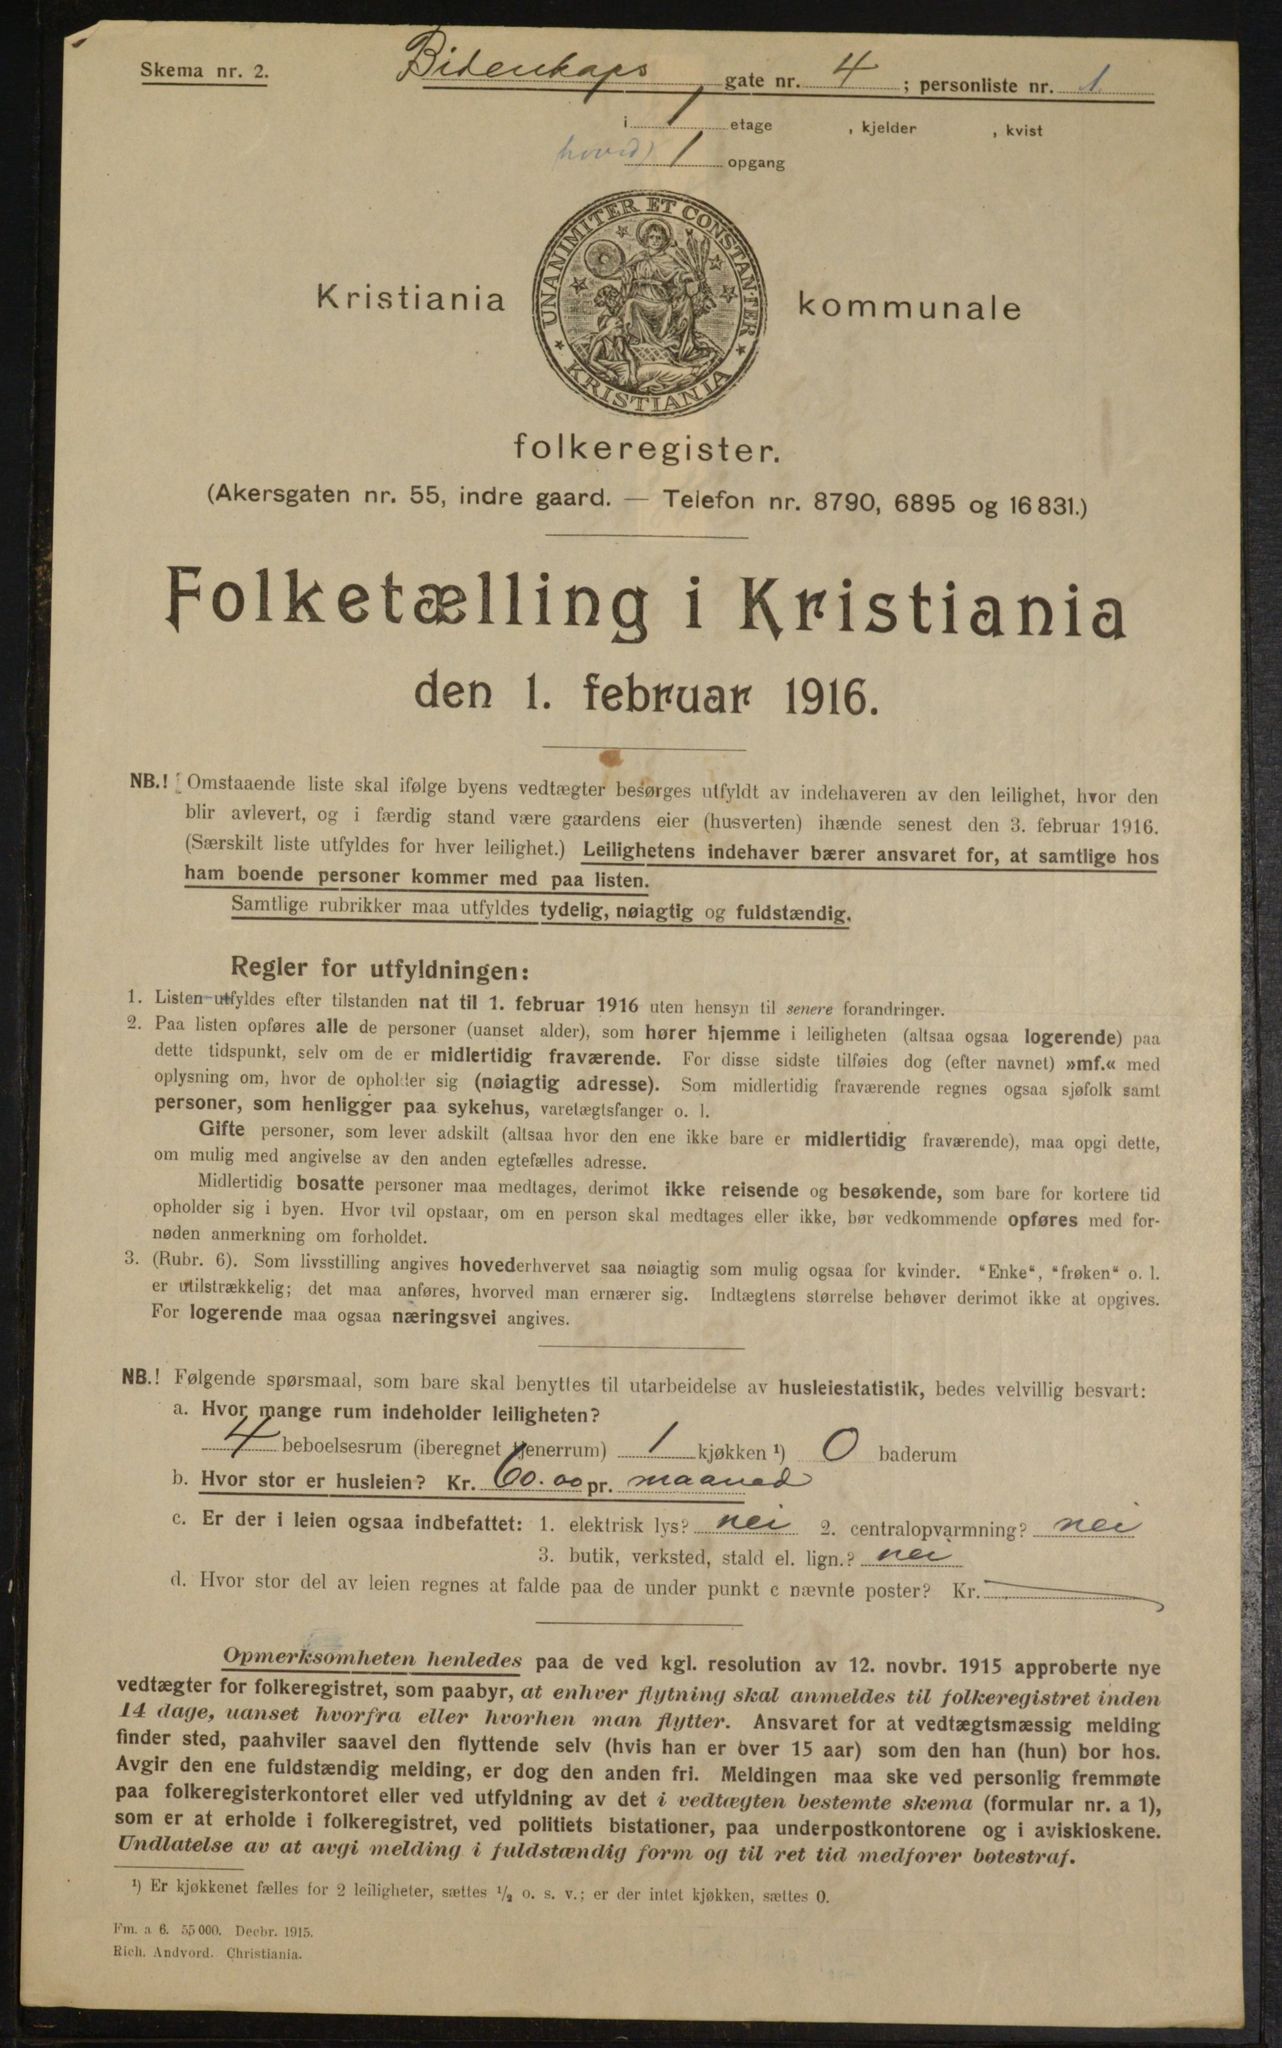 Skema nr. 2.
Bidenkaps gate nr. 4; personliste nr. 1
i 1 etage , kjelder , kvist
hoved) 1 opgang
UNANIMITER ET CONSTANTER
KRISTIANIA
Kristiania kommunale
folkeregister.
(Akersgaten nr. 55, indre gaard. — Telefon nr. 8790, 6895 og 16 831.)
Folketælling i Kristiania
den 1. februar 1916.
NB.! Omstaaende liste skal ifølge byens vedtægter besørges utfyldt av indehaveren av den leilighet, hvor den
blir avlevert, og i færdig stand være gaardens eier (husverten) ihænde senest den 3. februar 1916.
(Særskilt liste utfyldes for hver leilighet.) Leilighetens indehaver bærer ansvaret for, at samtlige hos
ham boende personer kommer med paa listen.
Samtlige rubrikker maa utfyldes tydelig, nøiagtig og fuldstændig.
Regler for utfyldningen:
1. Listen utfyldes efter tilstanden nat til 1. februar 1916 uten hensyn til senere forandringer.
2. Paa listen opføres alle de personer (uanset alder), som hører hjemme i leiligheten (altsaa ogsaa logerende) paa
dette tidspunkt, selv om de er midlertidig fraværende. For disse sidste tilføies dog (efter navnet) »mf.« med
oplysning om, hvor de opholder sig (nøiagtig adresse). Som midlertidig fraværende regnes ogsaa sjøfolk samt
personer, som henligger paa sykehus, varetægtsfanger o. l.
Gifte personer, som lever adskilt (altsaa hvor den ene ikke bare er midlertidig fraværende), maa opgi dette,
om mulig med angivelse av den anden egtefælles adresse.
Midlertidig bosatte personer maa medtages, derimot ikke reisende og besøkende, som bare for kortere tid
opholder sig i byen. Hvor tvil opstaar, om en person skal medtages eller ikke, bør vedkommende opføres med for-
nøden anmerkning om forholdet.
3. (Rubr. 6). Som livsstilling angives hovederhvervet saa nøiagtig som mulig ogsaa for kvinder. "Enke", "frøken" o. l.
er utilstrækkelig; det maa anføres, hvorved man ernærer sig. Indtægtens størrelse behøver derimot ikke at opgives.
For logerende maa ogsaa næringsvei angives.
NB.! Følgende spørsmaal, som bare skal benyttes til utarbeidelse av husleiestatistik, bedes velvillig besvart:
a. Hvor mange rum indeholder leiligheten?
4 beboelsesrum (iberegnet tjenerrum) 1 kjøkken ¹) 0 baderum
b. Hvor stor er husleien? Kr. 60.00 pr. maaned
c. Er der i leien ogsaa indbefattet: 1. elektrisk lys? nei 2. centralopvarmning? nei
3. butik, verksted, stald el. lign.? nei
d. Hvor stor del av leien regnes at falde paa de under punkt c nævnte poster? Kr.
Opmerksomheten henledes paa de ved kgl. resolution av 12. novbr. 1915 approberte nye
vedtægter for folkeregistret, som paabyr, at enhver flytning skal anmeldes til folkeregistret inden
14 dage, uanset hvorfra eller hvorhen man flytter. Ansvaret for at vedtægtsmæssig melding
finder sted, paahviler saavel den flyttende selv (hvis han er over 15 aar) som den han (hun) bor hos.
Avgir den ene fuldstændig melding, er dog den anden fri. Meldingen maa ske ved personlig fremmøte
paa folkeregisterkontoret eller ved utfyldning av det i vedtægten bestemte skema (formular nr. a 1),
som er at erholde i folkeregistret, ved politiets bistationer, paa underpostkontorene og i aviskioskene.
Undlatelse av at avgi melding i fuldstændig form og til ret tid medfører bøtestraf.
¹) Er kjøkkenet fælles for 2 leiligheter, sættes ½ o. s. v.; er der intet kjøkken, sættes 0.
Fm. a 6. 55 000. Decbr. 1915.
Rich. Andvord. Christiania.